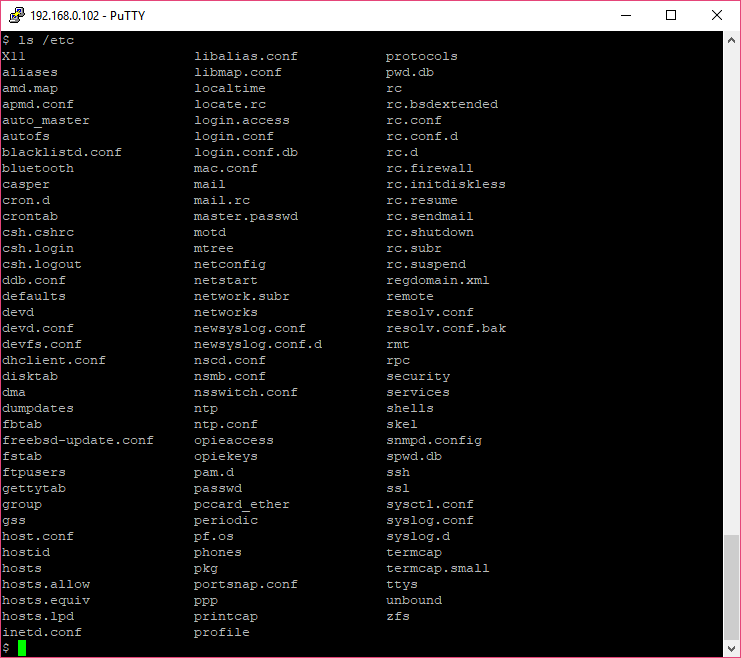 192.168.0.102 - PuTTY
$ ls /etc
X11 libalias.conf protocols
aliases libmap.conf pwd.db
amd.map localtime rc
apmd.conf locate.rc rc.bsdextended
auto_master login.access rc.conf
autofs login.conf rc.conf.d
blacklistd.conf login.conf.db rc.d
bluetooth mac.conf rc.firewall
casper mail rc.initdiskless
cron.d mail.rc rc.resume
crontab master.passwd rc.sendmail
csh.cshrc motd rc.shutdown
csh.login mtree rc.subr
csh.logout netconfig rc.suspend
ddb.conf netstart regdomain.xml
defaults network.subr remote
devd networks resolv.conf
devd.conf newsyslog.conf resolv.conf.bak
devfs.conf newsyslog.conf.d rmt
dhclient.conf nscd.conf rpc
disktab nsmb.conf security
dma nsswitch.conf services
dumpdates ntp shells
fbtab ntp.conf skel
freebsd-update.conf opieaccess snmpd.config
fstab opiekeys spwd.db
ftpusers pam.d ssh
gettytab passwd ssl
group pccard_ether sysctl.conf
gss periodic syslog.conf
host.conf pf.os syslog.d
hostid phones termcap
hosts pkg termcap.small
hosts.allow portsnap.conf ttys
hosts.equiv ppp unbound
hosts.lpd printcap zfs
inetd.conf profile
$